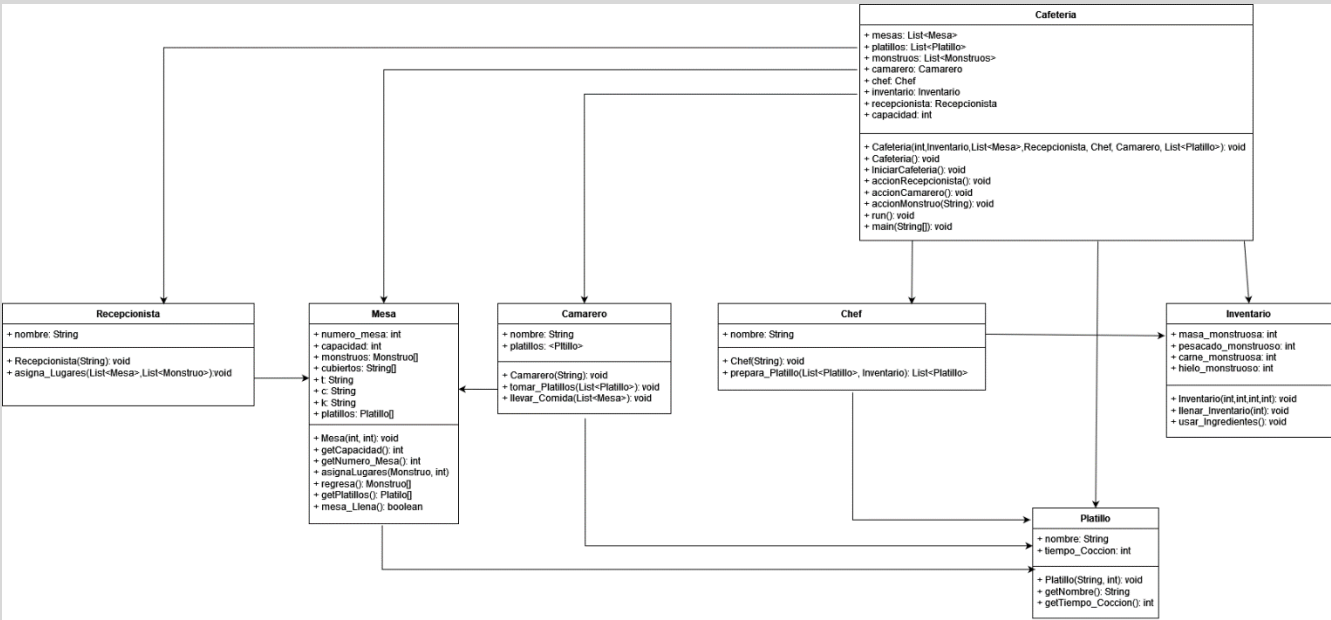 Cafeteria
+ mesas: List<Mesa>
+ platillos: List<Platillo>
+ monstruos: List<Monstruos>
+ camarero: Camarero
+ chef: Chef
+ inventario: Inventario
+ recepcionista: Recepcionista
+ capacidad: int
+ Cafeteria(int,Inventario,List<Mesa>,Recepcionista, Chef, Camarero, List<Platillo>): void
+ Cafeteria(): void
+ IniciarCafeteria(): void
+ accionRecepcionista(): void
+ accionCamarero(): void
+ accionMonstruo(String): void
+ run(): void
+ main(String[]): void
Recepcionista
+ nombre: String
+ Recepcionista(String): void
+ asigna_Lugares(List<Mesa>,List<Monstruo>):void
Mesa
+ numero_mesa: int
+ capacidad: int
+ monstruos: Monstruo[]
+ cubiertos: String[]
+ t: String
+ c: String
+ k: String
+ platillos: Platillo[]
+ Mesa(int, int): void
+ getCapacidad(): int
+ getNumero_Mesa(): int
+ asignaLugares(Monstruo, int)
+ regresa(): Monstruo[]
+ getPlatillos(): Platilo[]
+ mesa_Llena(): boolean
Camarero
+ nombre: String
+ platillos: <Pltillo>
+ Camarero(String): void
+ tomar_Platillos(List<Platillo>): void
+ llevar_Comida(List<Mesa>): void
Chef
+ nombre: String
+ Chef(String): void
+ prepara_Platillo(List<Platillo>, Inventario): List<Platillo>
Inventario
+ masa_monstruosa: int
+ pesacado_monstruoso: int
+ carne_monstruosa: int
+ hielo_monstruoso: int
+ Inventario(int,int,int,int): void
+ llenar_Inventario(int): void
+ usar_Ingredientes(): void
Platillo
+ nombre: String
+ tiempo_Coccion: int
+ Platillo(String, int): void
+ getNombre(): String
+ getTiempo_Coccion(): int